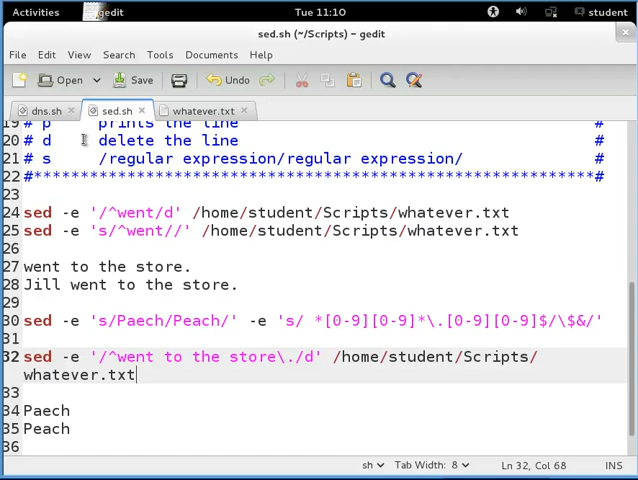 Activities gedit Tue 11:10 student
sed.sh (~/Scripts) - gedit
File Edit View Search Tools Documents Help
Open Save Undo
dns.sh × sed.sh × whatever.txt ×
19 # p prints the line #
20 # d delete the line #
21 # s /regular expression/regular expression/ #
22 #*************************************************************#
23
24 sed -e '/^went/d' /home/student/Scripts/whatever.txt
25 sed -e 's/^went//' /home/student/Scripts/whatever.txt
26
27 went to the store.
28 Jill went to the store.
29
30 sed -e 's/Paech/Peach/' -e 's/ *[0-9][0-9]*\.[0-9][0-9]$/\$&/'
31
32 sed -e '/^went to the store\./d' /home/student/Scripts/
whatever.txt
33
34 Paech
35 Peach
36
sh Tab Width: 8 Ln 32, Col 68 INS